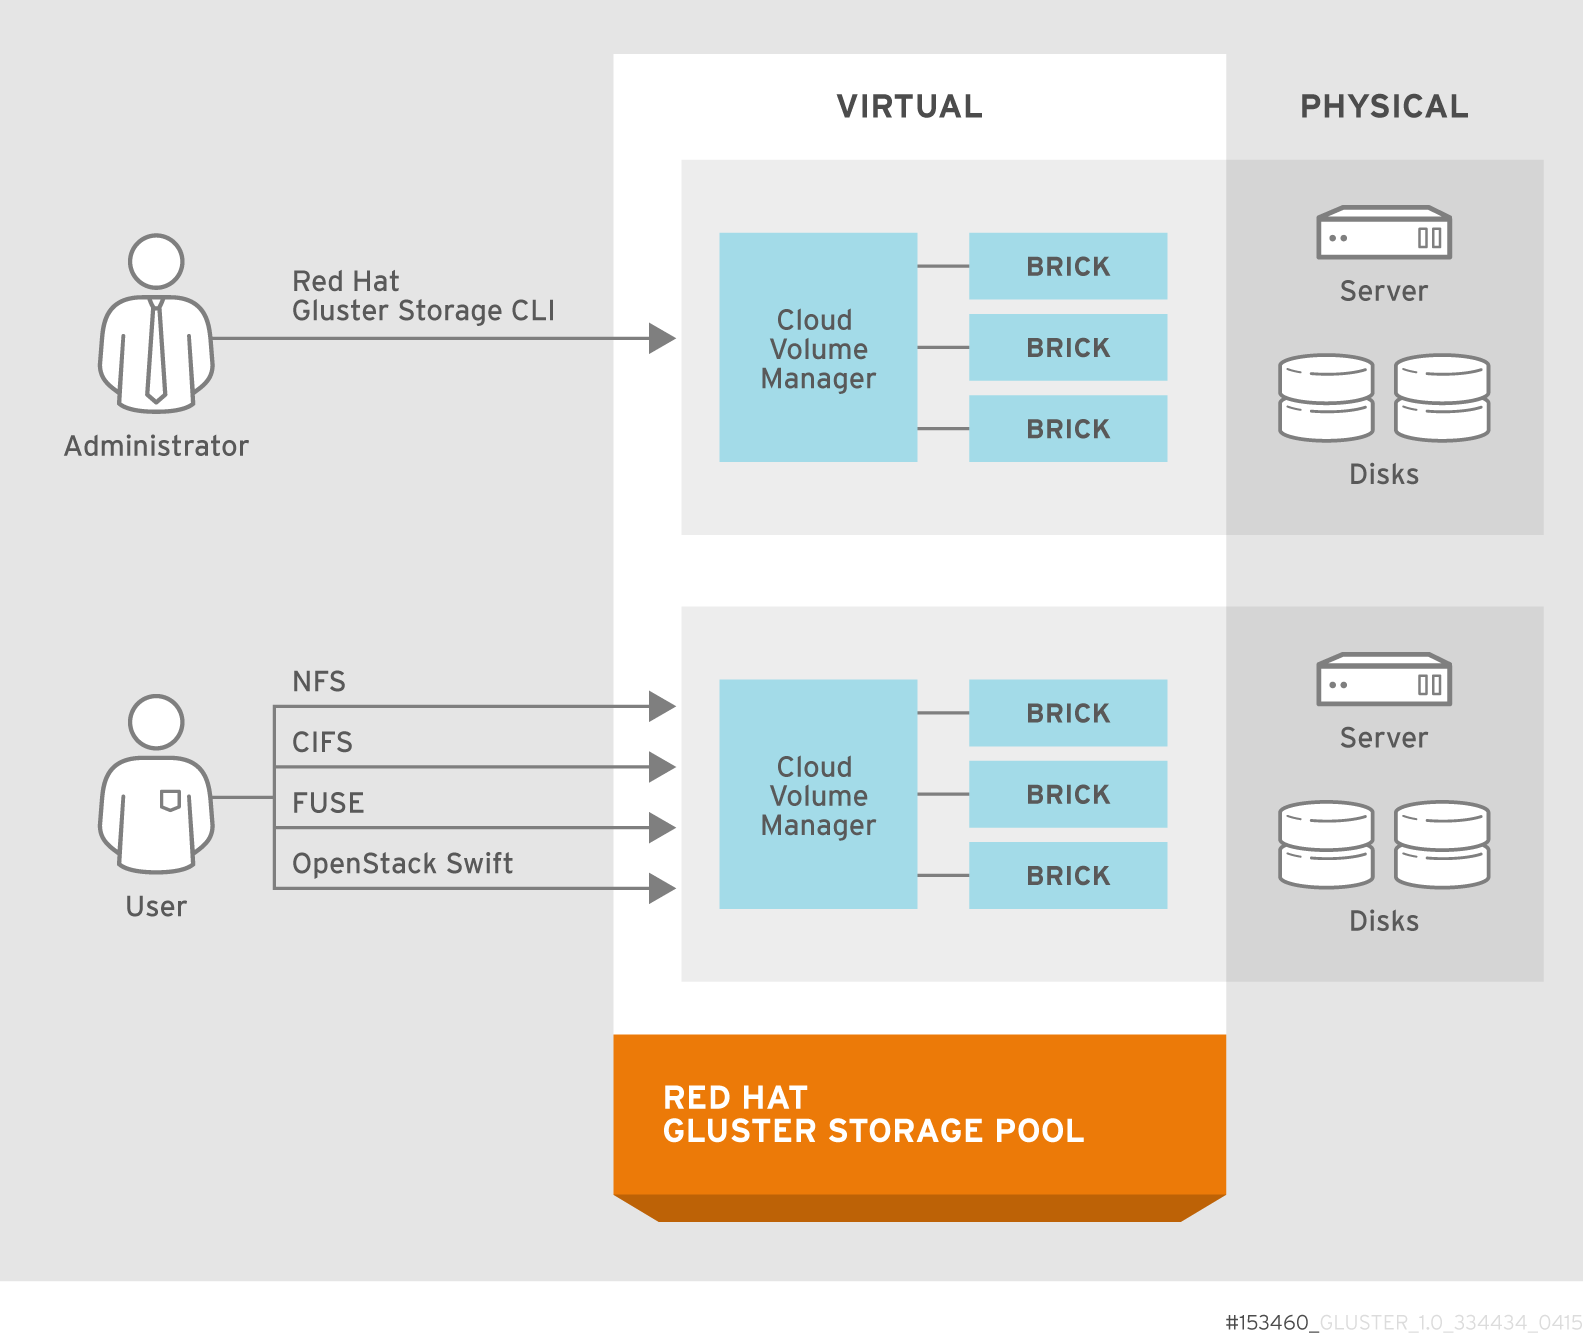 VIRTUAL
PHYSICAL
Red Hat
Gluster Storage CLI
Administrator
Cloud
Volume
Manager
BRICK
BRICK
BRICK
Server
Disks
NFS
CIFS
FUSE
OpenStack Swift
User
Cloud
Volume
Manager
BRICK
BRICK
BRICK
Server
Disks
RED HAT
GLUSTER STORAGE POOL
#153460_GLUSTER_1.0_334434_0415